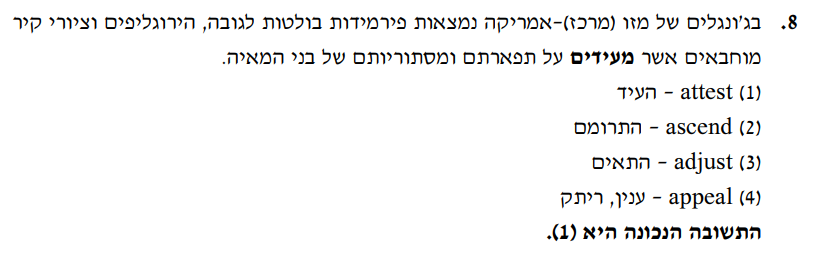 8. בג'ונגלים של מזו (מרכז)-אמריקה נמצאות פירמידות בולטות לגובה, הירוגליפים וציורי קיר
מוחבאים אשר מעידים על תפארתם ומסתוריותם של בני המאיה.
(1) attest - העיד
(2) ascend - התרומם
(3) adjust - התאים
(4) appeal - ענין, ריתק
התשובה הנכונה היא (1).